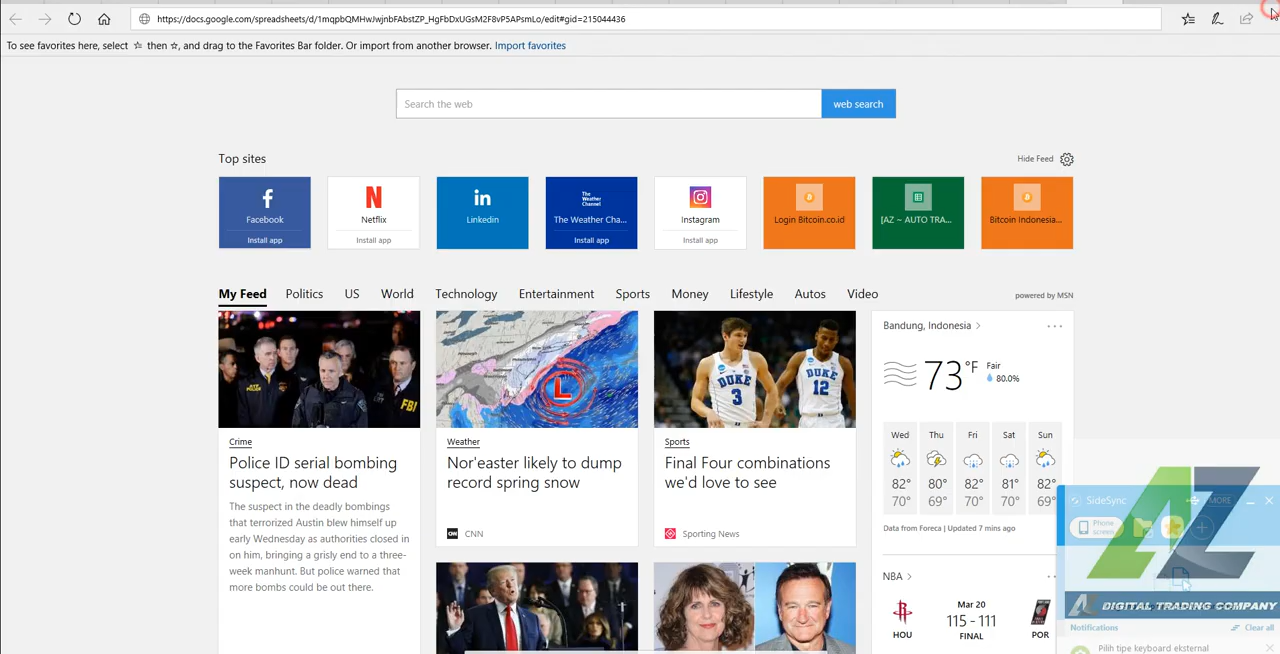 https://docs.google.com/spreadsheets/d/1mqpbQMHwJwjnbFAbstZP_HgFbDxUGsM2F8vP5APsmLo/edit#gid=215044436
To see favorites here, select ☆ then ☆, and drag to the Favorites Bar folder. Or import from another browser. Import favorites
Search the web
web search
Top sites
Hide Feed
Facebook
Install app
Netflix
Install app
Linkedin
The Weather Channel
The Weather Cha...
Install app
Instagram
Install app
Login Bitcoin.co.id
[AZ ~ AUTO TRA...
Bitcoin Indonesia...
My Feed Politics US World Technology Entertainment Sports Money Lifestyle Autos Video
powered by MSN
FBI
Crime
Police ID serial bombing
suspect, now dead
The suspect in the deadly bombings
that terrorized Austin blew himself up
early Wednesday as authorities closed in
on him, bringing a grisly end to a three-
week manhunt. But police warned that
more bombs could be out there.
L
Weather
Nor'easter likely to dump
record spring snow
CNN
DUKE
3
DUKE
12
Sports
Final Four combinations
we'd love to see
Sporting News
Bandung, Indonesia
73°F
Fair
80.0%
Wed Thu Fri Sat Sun
82° 80° 82° 81° 82°
70° 69° 70° 70° 69°
Data from Foreca | Updated 7 mins ago
NBA
Mar 20
115 - 111
FINAL
HOU
POR
SideSync
MORE
Phone screen
AZ
DIGITAL TRADING COMPANY
Notifications
Clear all
Pilih tipe keyboard eksternal